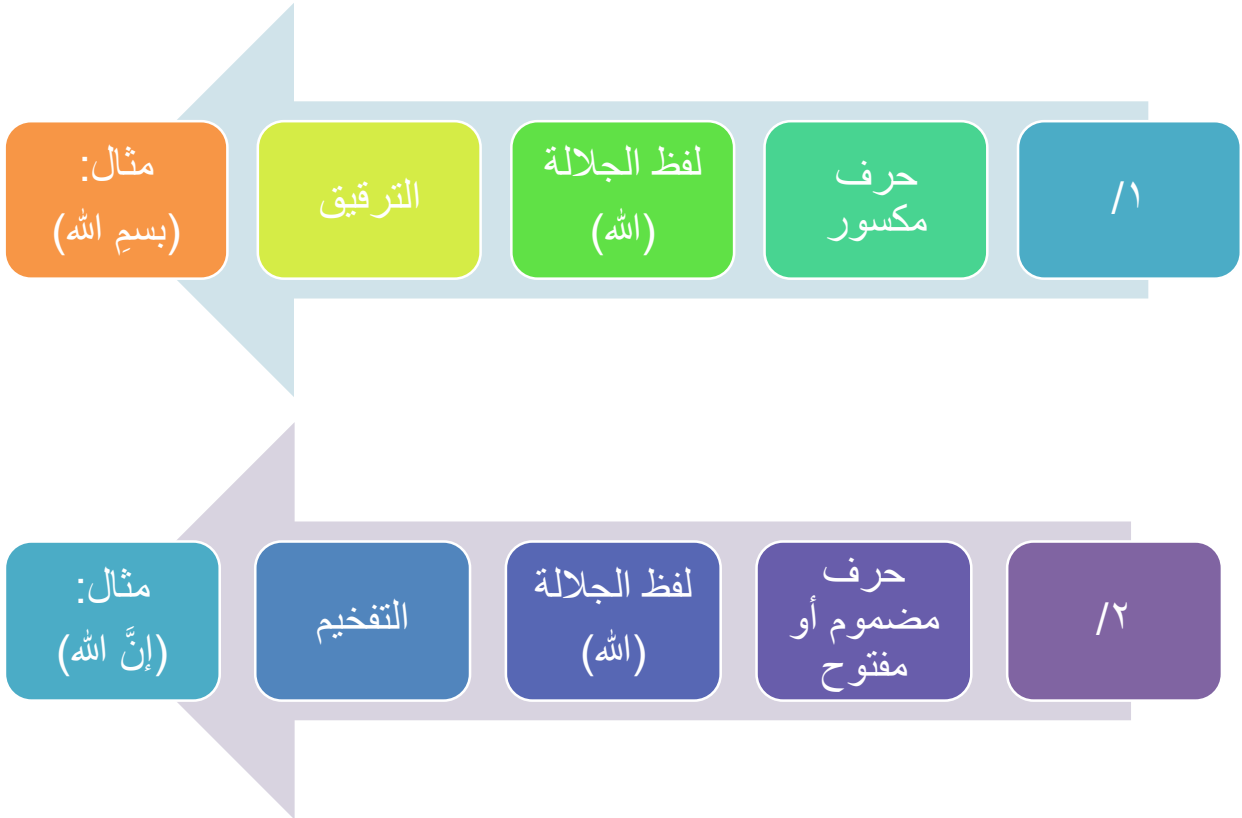 ١/
حرف
مكسور
لفظ الجلالة
(الله)
الترقيق
مثال:
(بسمِ الله)
٢/
حرف
مضموم أو
مفتوح
لفظ الجلالة
(الله)
التفخيم
مثال:
(إنَّ الله)